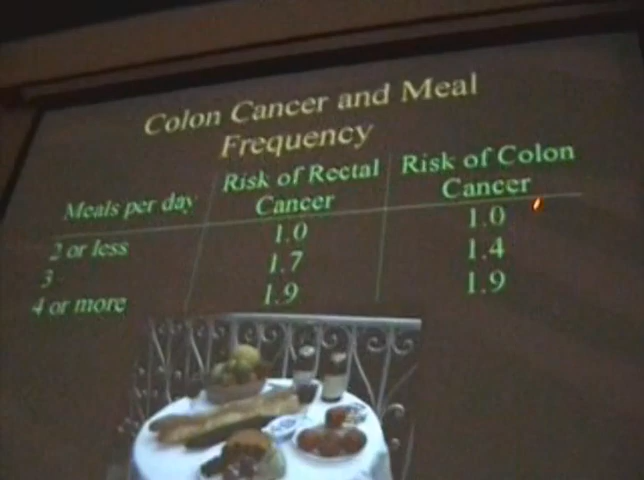 Colon Cancer and Meal
Frequency
Meals per day Risk of Rectal Cancer Risk of Colon Cancer
2 or less 1.0 1.0
3 1.7 1.4
4 or more 1.9 1.9